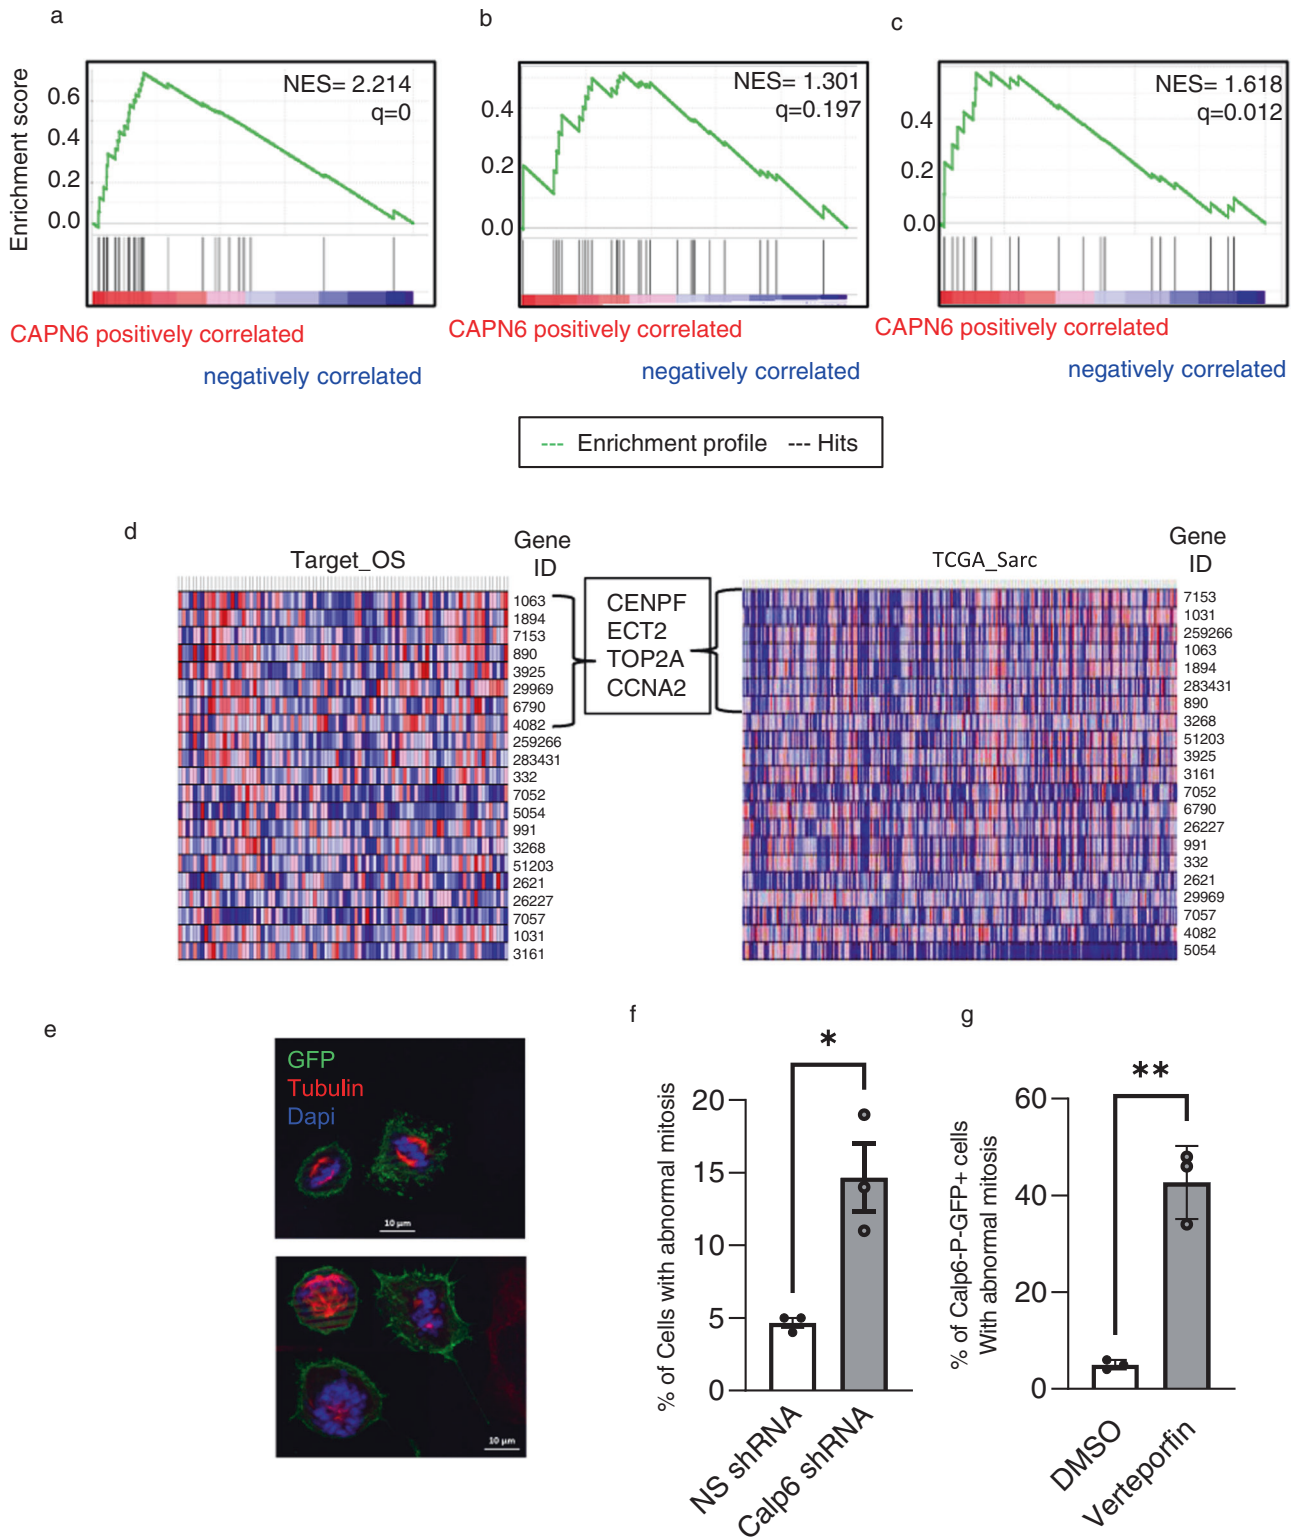 a
b
c
Enrichment score
0.6
0.4
0.2
0.0
NES= 2.214
q=0
0.4
0.2
0.0
NES= 1.301
q=0.197
0.4
0.2
0.0
NES= 1.618
q=0.012
CAPN6 positively correlated
negatively correlated
CAPN6 positively correlated
negatively correlated
CAPN6 positively correlated
negatively correlated
--- Enrichment profile --- Hits
d
Target_OS
Gene
ID
1063
1894
7153
890
3925
29969
6790
4082
259266
283431
332
7052
5054
991
3268
51203
2621
26227
7057
1031
3161
CENPF
ECT2
TOP2A
CCNA2
TCGA_Sarc
Gene
ID
7153
1031
259266
1063
1894
283431
890
3268
51203
3925
3161
7052
6790
26227
991
332
2621
29969
7057
4082
5054
e
GFP
Tubulin
Dapi
10 µm
10 µm
f
% of Cells with abnormal mitosis
20
15
10
5
0
*
NS shRNA
Calp6 shRNA
g
% of Calp6-P-GFP+ cells
With abnormal mitosis
60
40
20
0
**
DMSO
Verteporfin